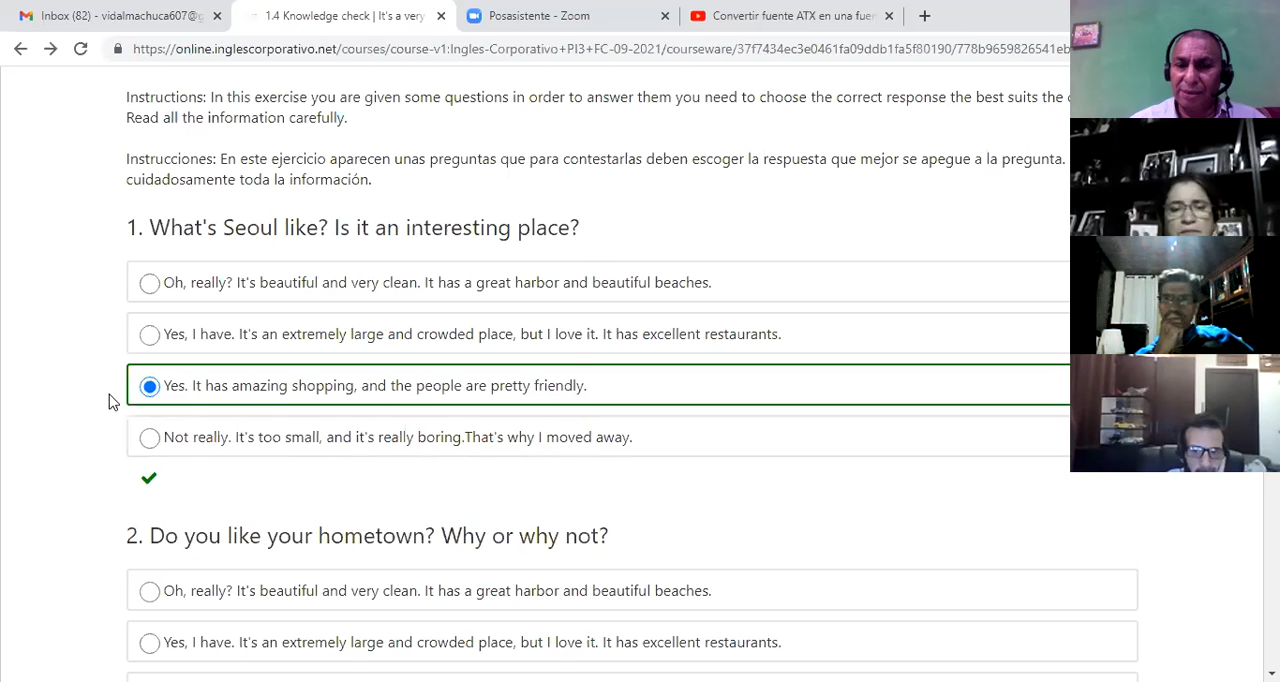 Inbox (82) - vidalmachuca607@g
1.4 Knowledge check | It's a very
Posasistente - Zoom
Convertir fuente ATX en una fuen
https://online.inglescorporativo.net/courses/course-v1:Ingles-Corporativo+PI3+FC-09-2021/courseware/37f7434ec3e0461fa09ddb1fa5f80190/778b9659826541eb
Instructions: In this exercise you are given some questions in order to answer them you need to choose the correct response the best suits the
Read all the information carefully.
Instrucciones: En este ejercicio aparecen unas preguntas que para contestarlas deben escoger la respuesta que mejor se apegue a la pregunta.
cuidadosamente toda la información.
1. What's Seoul like? Is it an interesting place?
Oh, really? It's beautiful and very clean. It has a great harbor and beautiful beaches.
Yes, I have. It's an extremely large and crowded place, but I love it. It has excellent restaurants.
Yes. It has amazing shopping, and the people are pretty friendly.
Not really. It's too small, and it's really boring.That's why I moved away.
2. Do you like your hometown? Why or why not?
Oh, really? It's beautiful and very clean. It has a great harbor and beautiful beaches.
Yes, I have. It's an extremely large and crowded place, but I love it. It has excellent restaurants.